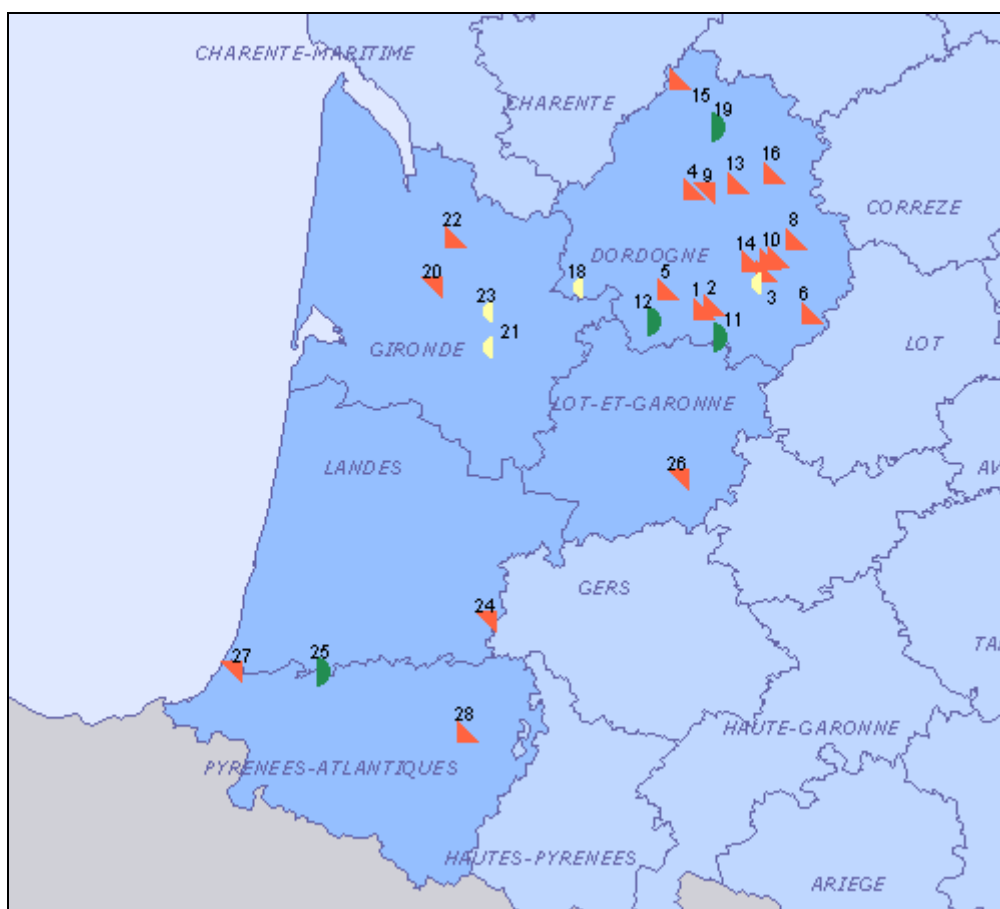 CHARENTE-MARITIME
15
CHARENTE
19
4
9
13
16
CORREZE
22
8
14
10
DORDOGNE
20
18
5
23
12
1
2
3
6
11
21
GIRONDE
LOT
LOT-ET-GARONNE
26
LANDES
AV
GERS
24
27
25
TA
28
HAUTE-GARONNE
PYRENEES-ATLANTIQUES
HAUTES-PYRENEES
ARIEGE